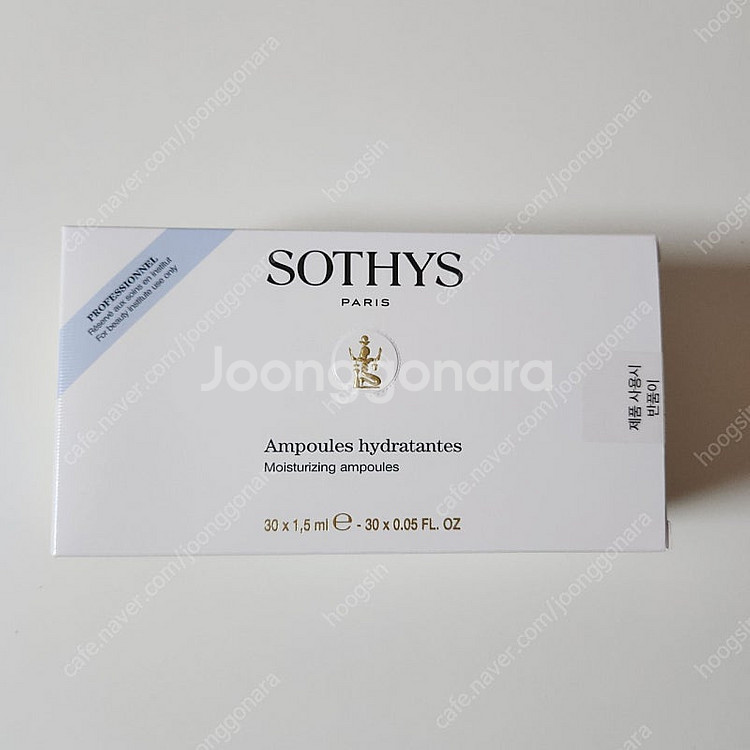 PROFESSIONNEL
Réservé aux soins en institut
For beauty institute use only
SOTHYS
PARIS
Joonggonara
Ampoules hydratantes
Moisturizing ampoules
30 x 1,5 ml ℮ - 30 x 0.05 FL. OZ
제품 사용시
반품이
cafe.naver.com/joonggonara
hoogsin